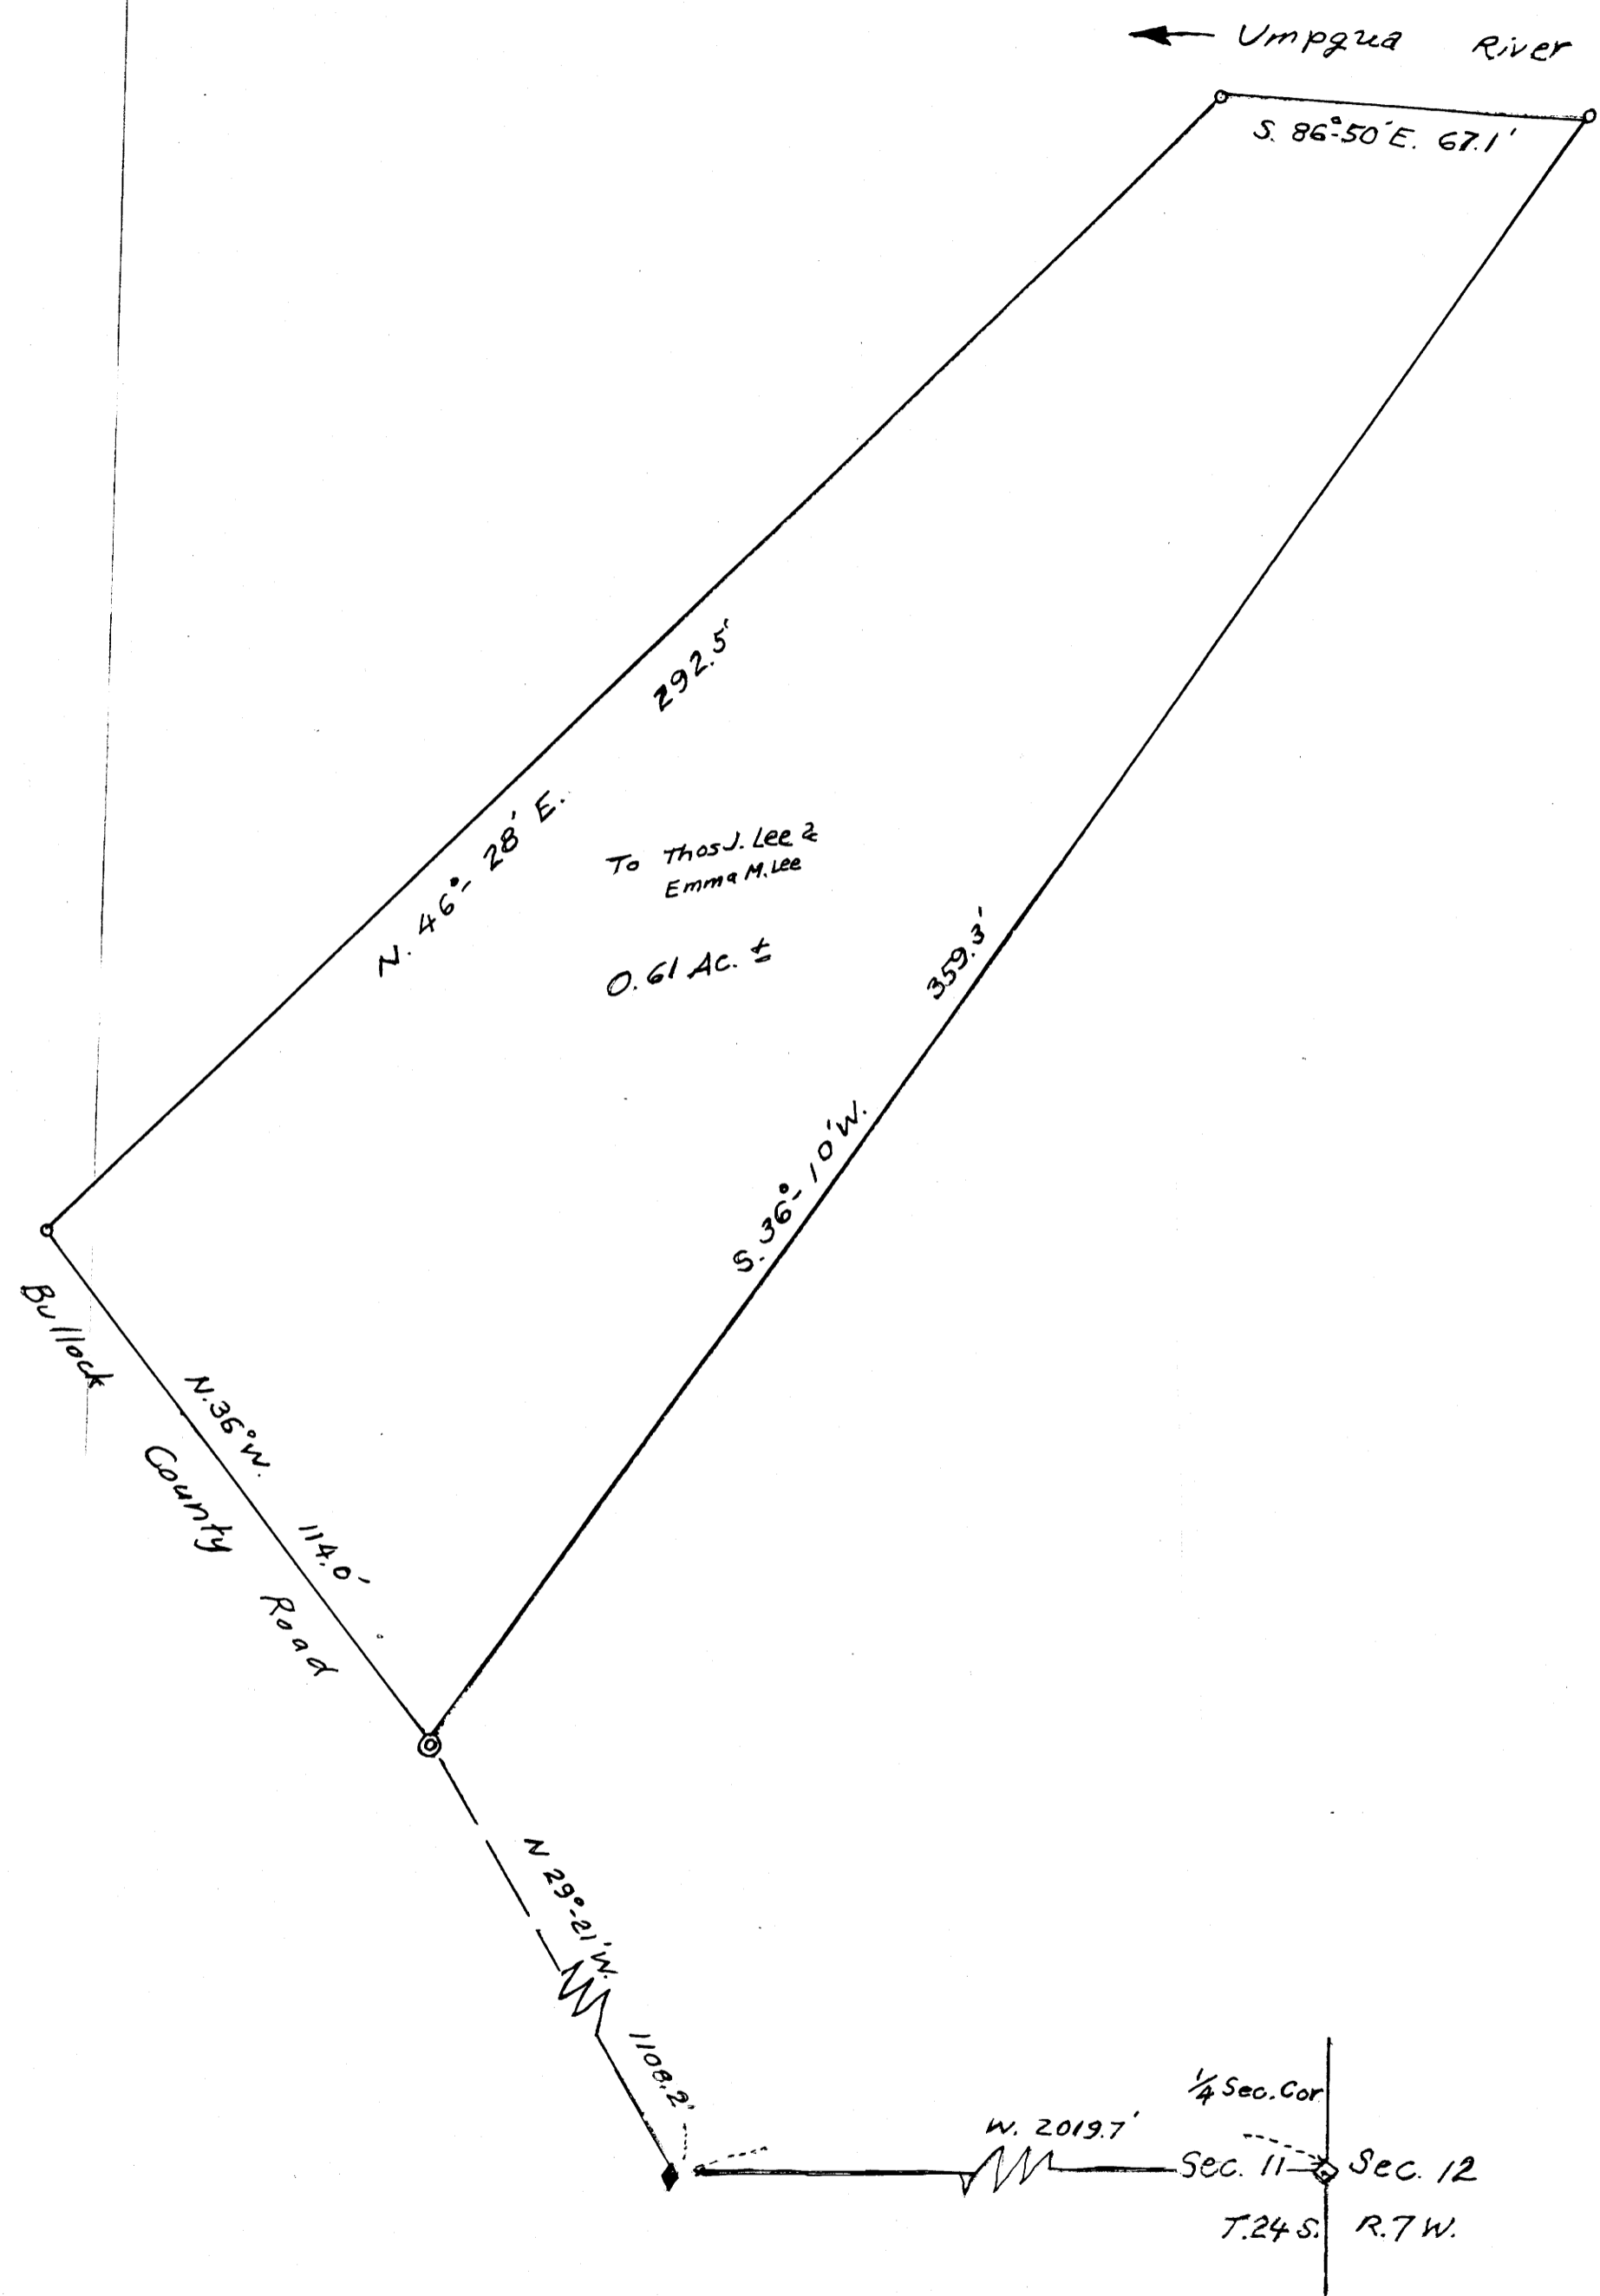 Umpqua River
S. 86°-50' E. 67.1'
292.5'
N. 46°- 28' E.
To Thos J. Lee &
Emma M. Lee
0.61 Ac. ±
359.3'
S. 36°- 10' W.
Bullock County Road
N. 36° W. 114.0'
N 29°-21' W. 1108.2'
1/4 Sec. Cor
W. 2019.7'
Sec. 11 Sec. 12
T. 24 S. R. 7 W.